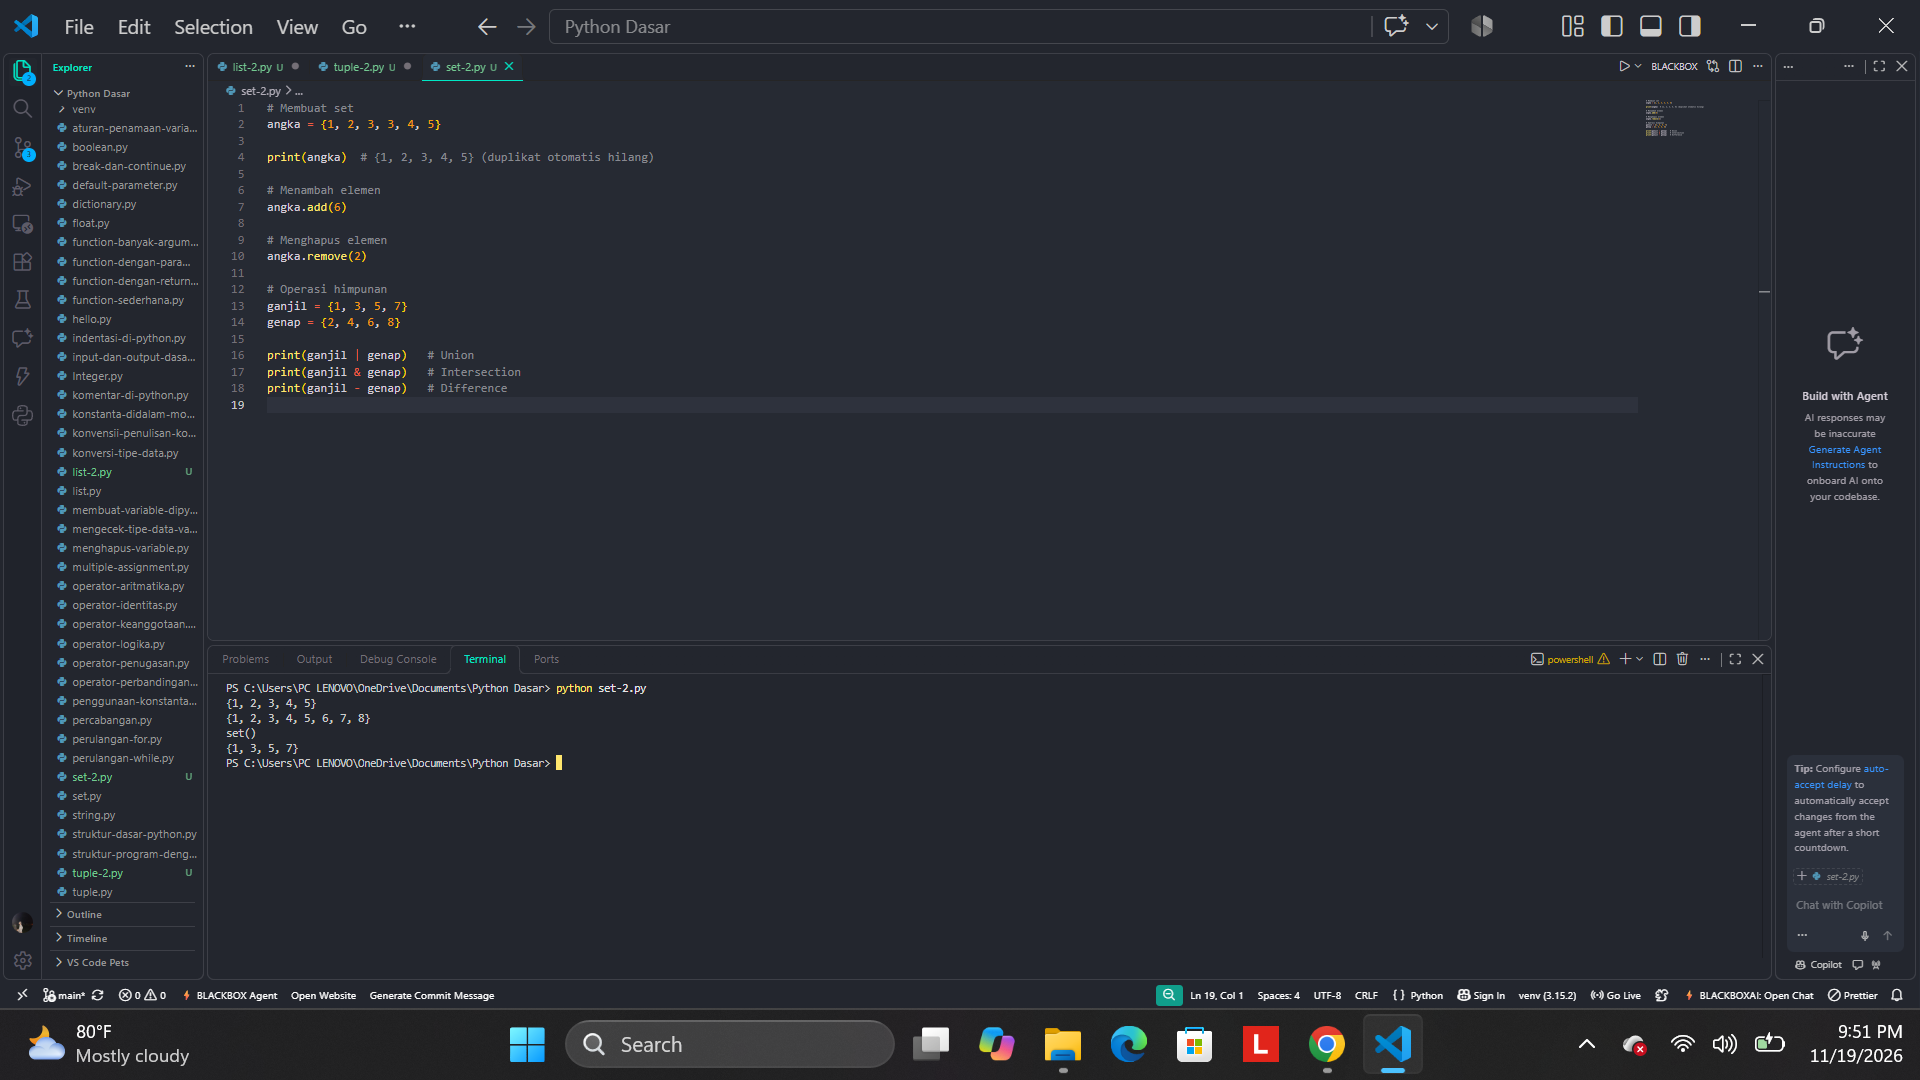 File Edit Selection View Go ...
Python Dasar
Explorer
Python Dasar
venv
aturan-penamaan-varia...
boolean.py
break-dan-continue.py
default-parameter.py
dictionary.py
float.py
function-banyak-argum...
function-dengan-para...
function-dengan-return...
function-sederhana.py
hello.py
indentasi-di-python.py
input-dan-output-dasa...
Integer.py
komentar-di-python.py
konstanta-didalam-mo...
konvensii-penulisan-ko...
konversi-tipe-data.py
list-2.py U
list.py
membuat-variable-dipy...
mengecek-tipe-data-va...
menghapus-variable.py
multiple-assignment.py
operator-aritmatika.py
operator-identitas.py
operator-keanggotaan....
operator-logika.py
operator-penugasan.py
operator-perbandingan...
penggunaan-konstanta...
percabangan.py
perulangan-for.py
perulangan-while.py
set-2.py U
set.py
string.py
struktur-dasar-python.py
struktur-program-deng...
tuple-2.py U
tuple.py
Outline
Timeline
VS Code Pets
list-2.py U tuple-2.py U set-2.py U
BLACKBOX
set-2.py > ...
1 # Membuat set
2 angka = {1, 2, 3, 3, 4, 5}
3
4 print(angka) # {1, 2, 3, 4, 5} (duplikat otomatis hilang)
5
6 # Menambah elemen
7 angka.add(6)
8
9 # Menghapus elemen
10 angka.remove(2)
11
12 # Operasi himpunan
13 ganjil = {1, 3, 5, 7}
14 genap = {2, 4, 6, 8}
15
16 print(ganjil | genap) # Union
17 print(ganjil & genap) # Intersection
18 print(ganjil - genap) # Difference
19
Problems Output Debug Console Terminal Ports
powershell
PS C:\Users\PC LENOVO\OneDrive\Documents\Python Dasar> python set-2.py
{1, 2, 3, 4, 5}
{1, 2, 3, 4, 5, 6, 7, 8}
set()
{1, 3, 5, 7}
PS C:\Users\PC LENOVO\OneDrive\Documents\Python Dasar>
Build with Agent
AI responses may
be inaccurate
Generate Agent
Instructions to
onboard AI onto
your codebase.
Tip: Configure auto-
accept delay to
automatically accept
changes from the
agent after a short
countdown.
set-2.py
Chat with Copilot
...
Copilot
main* 0 0 BLACKBOX Agent Open Website Generate Commit Message
Ln 19, Col 1 Spaces: 4 UTF-8 CRLF { } Python Sign In venv (3.15.2) Go Live BLACKBOXAI: Open Chat Prettier
80°F
Mostly cloudy
Search
L
9:51 PM
11/19/2026